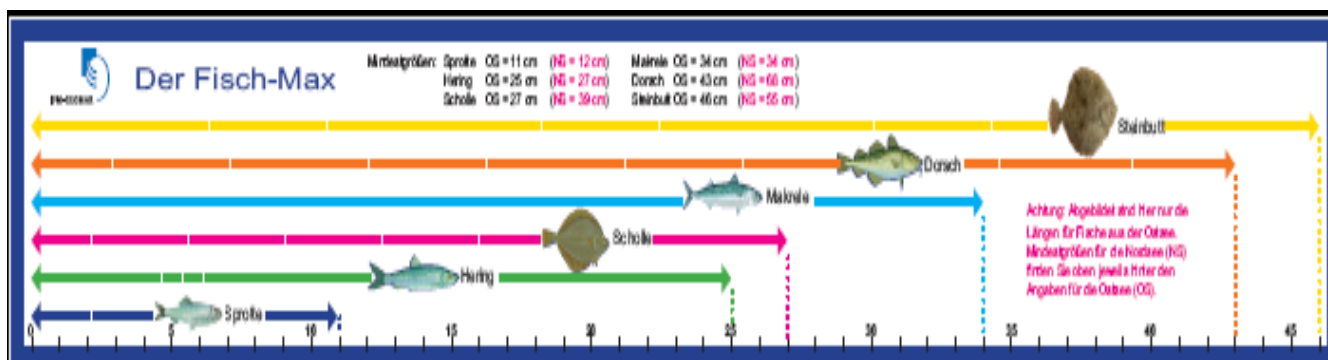 Der Fisch-Max
Mindestgrößen: Sprotte OS = 11 cm (NS = 12 cm) Makrele OS = 34 cm (NS = 34 cm)
Hering OS = 25 cm (NS = 27 cm) Dorsch OS = 43 cm (NS = 68 cm)
Scholle OS = 27 cm (NS = 39 cm) Steinbutt OS = 46 cm (NS = 55 cm)
Steinbutt
Dorsch
Makrele
Scholle
Hering
Sprotte
Achtung: Abgebildet sind hier nur die
Längen für Fische aus der Ostsee.
Mindestgrößen für die Nordsee (NS)
finden Sie oben jeweils hinter den
Angaben für die Ostsee (OS).
0 5 10 15 20 25 30 35 40 45